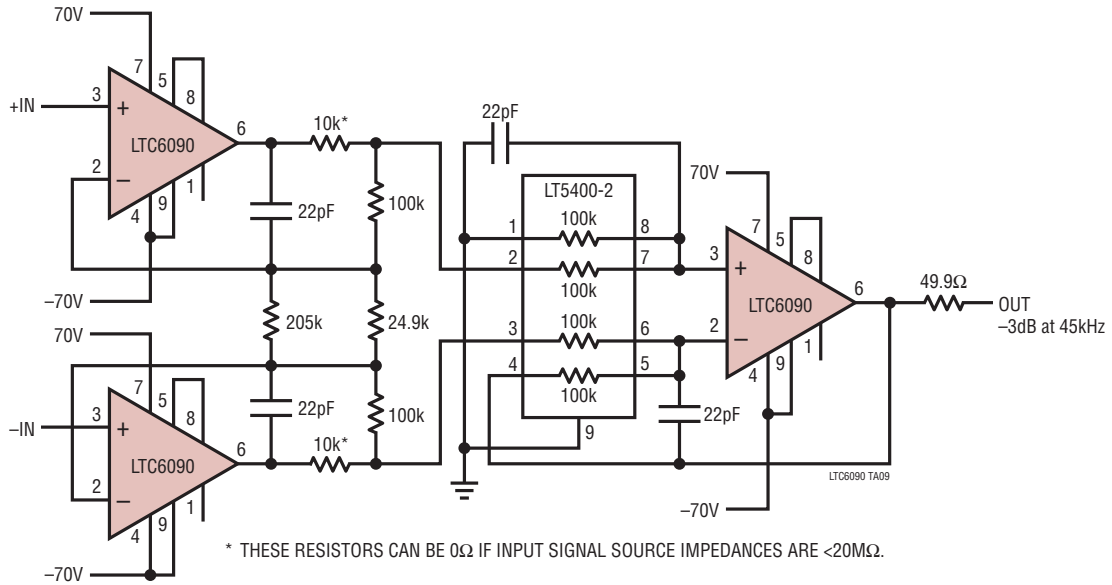 70V
7
5
8
+IN
3
+
LTC6090
6
10k*
2
–
1
4
9
22pF
100k
–70V
205k
24.9k
70V
7
5
8
–IN
3
+
LTC6090
6
22pF
100k
10k*
2
–
1
4
9
–70V
22pF
LT5400-2
100k
1
8
2
7
100k
100k
3
6
4
5
100k
9
22pF
70V
7
5
8
3
+
LTC6090
6
2
–
1
4
9
–70V
49.9Ω
OUT
–3dB at 45kHz
LTC6090 TA09
* THESE RESISTORS CAN BE 0Ω IF INPUT SIGNAL SOURCE IMPEDANCES ARE <20MΩ.